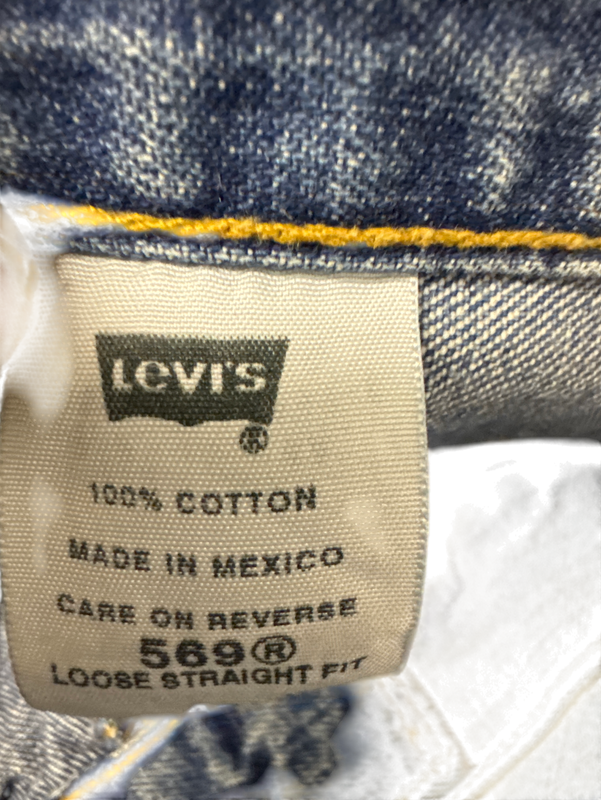 Levi's
®
100% COTTON
MADE IN MEXICO
CARE ON REVERSE
569®
LOOSE STRAIGHT FIT